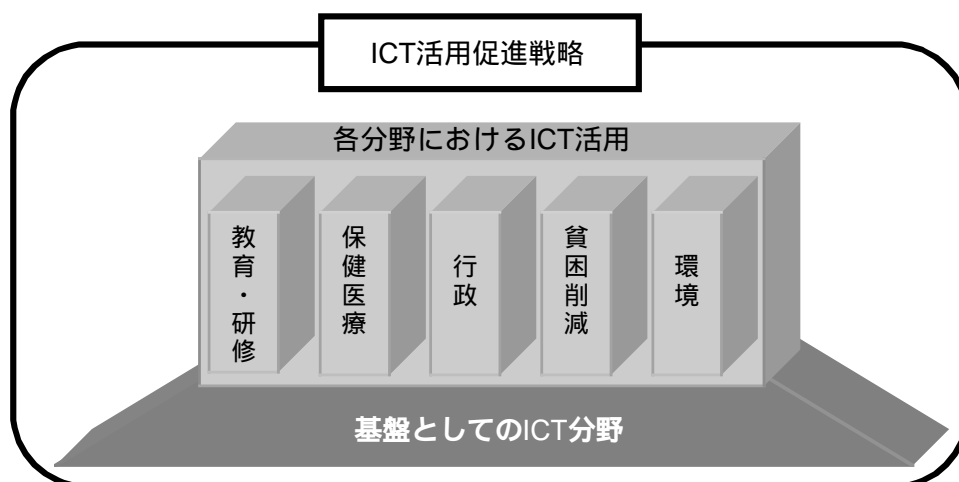 ICT活用促進戦略
各分野におけるICT活用
教育・研修
保健医療
行政
貧困削減
環境
基盤としてのICT分野